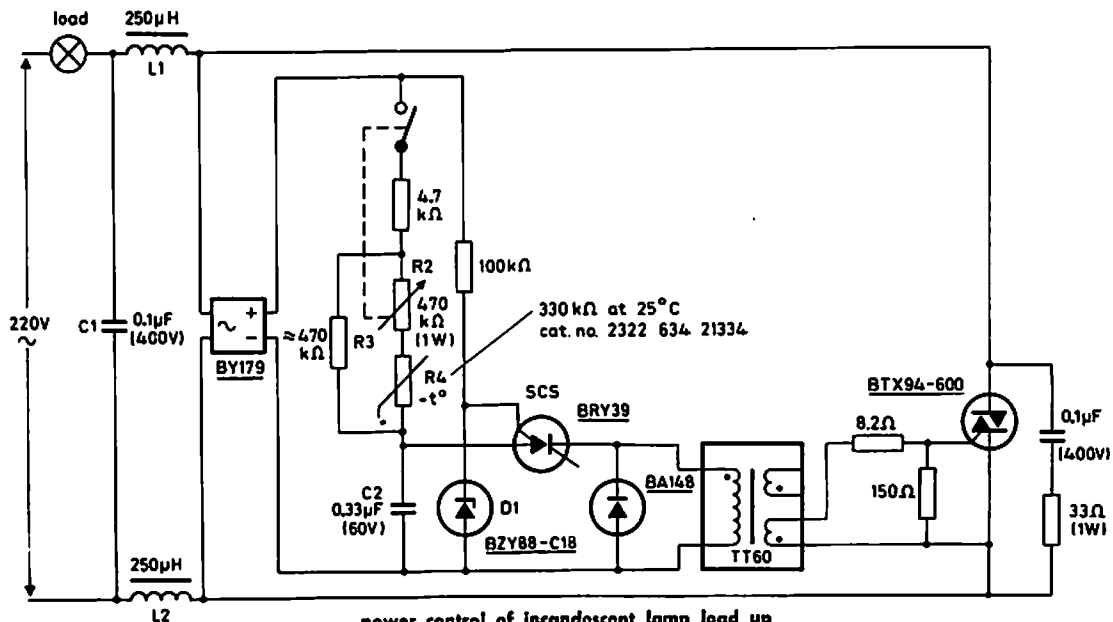 load
250µH
L1
220V
~
C1
0.1µF
(400V)
~ + -
BY179
4.7
kΩ
R2
470
kΩ
(1W)
R3
≅470
kΩ
R4
-t°
100kΩ
330kΩ at 25°C
cat. no. 2322 634 21334
SCS
BRY39
C2
0.33µF
(60V)
D1
BZY88-C18
BA148
TT60
8.2Ω
150Ω
BTX94-600
0.1µF
(400V)
33Ω
(1W)
250µH
L2
power control of incandescent lamp load up